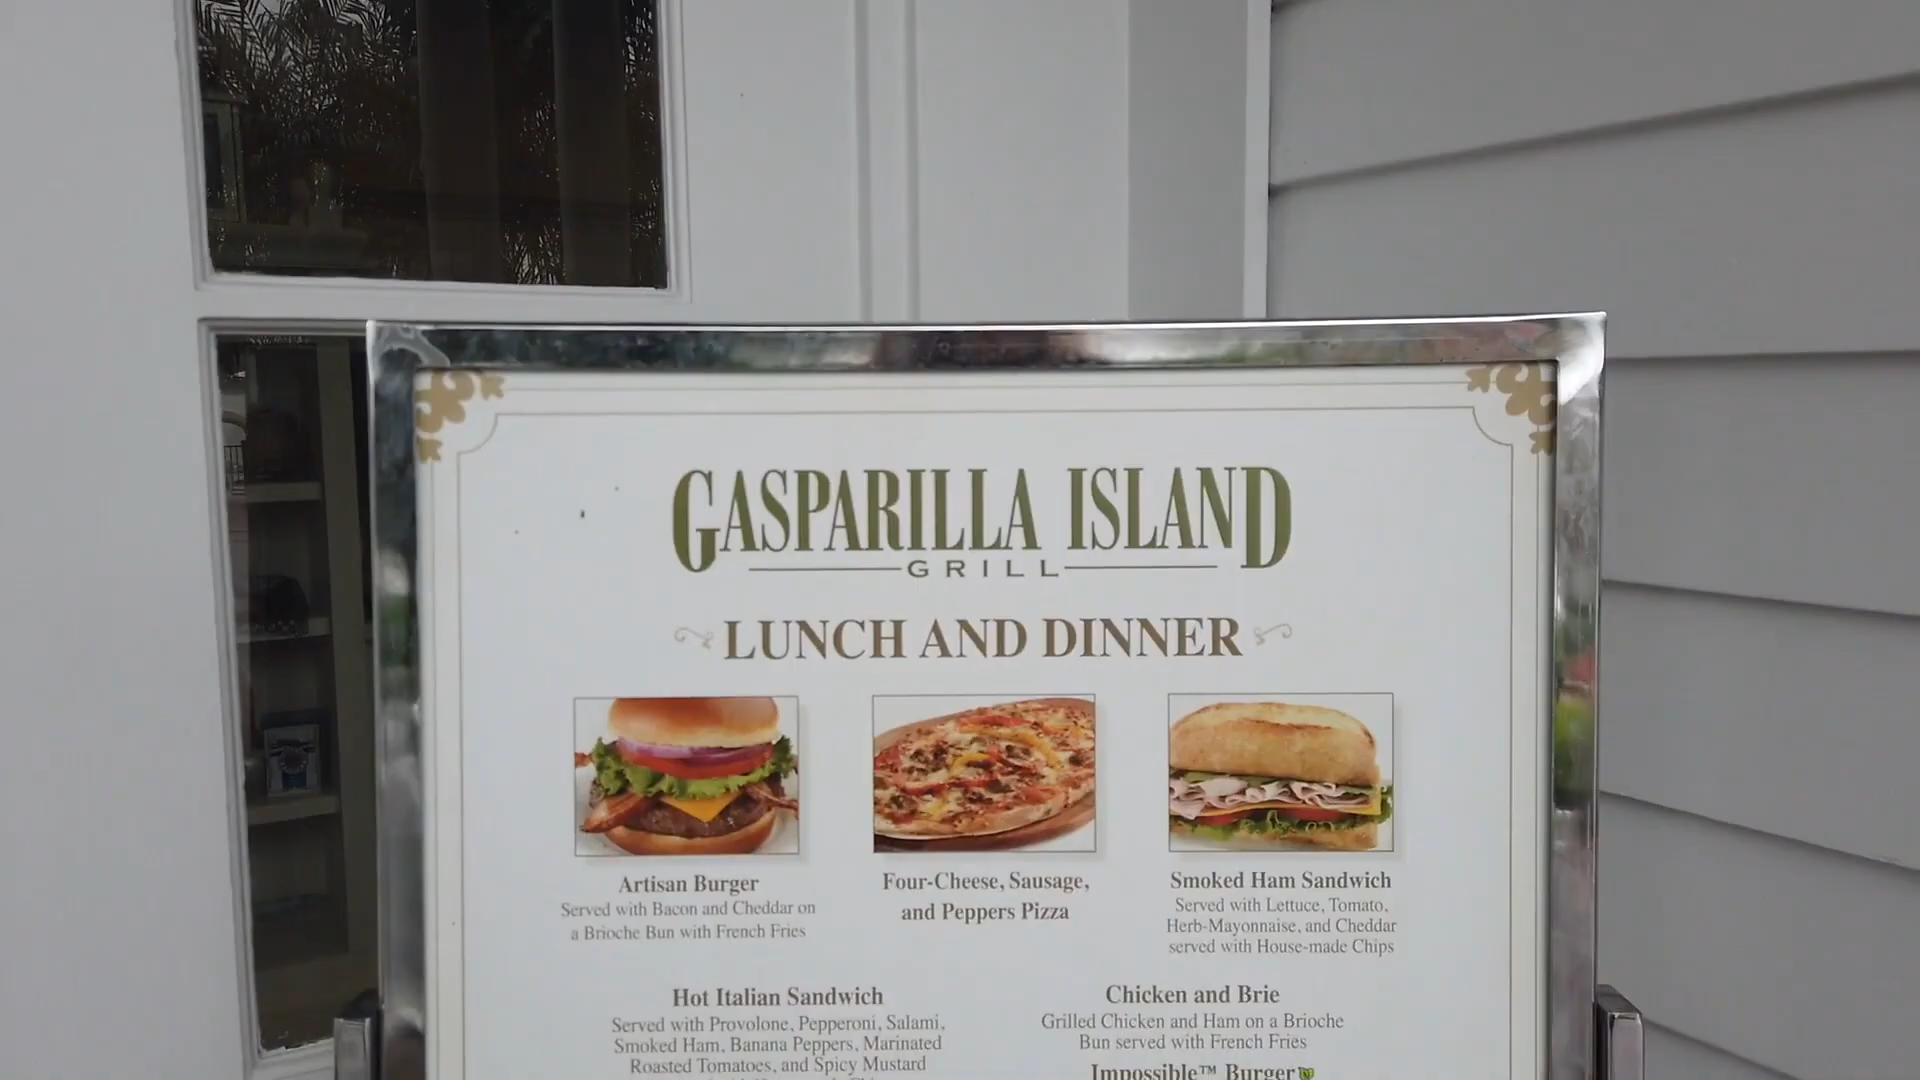 GASPARILLA ISLAND
GRILL
LUNCH AND DINNER
Artisan Burger
Served with Bacon and Cheddar on
a Brioche Bun with French Fries
Four-Cheese, Sausage,
and Peppers Pizza
Smoked Ham Sandwich
Served with Lettuce, Tomato,
Herb-Mayonnaise, and Cheddar
served with House-made Chips
Hot Italian Sandwich
Served with Provolone, Pepperoni, Salami,
Smoked Ham, Banana Peppers, Marinated
Roasted Tomatoes, and Spicy Mustard
Chicken and Brie
Grilled Chicken and Ham on a Brioche
Bun served with French Fries
Impossible™ Burger